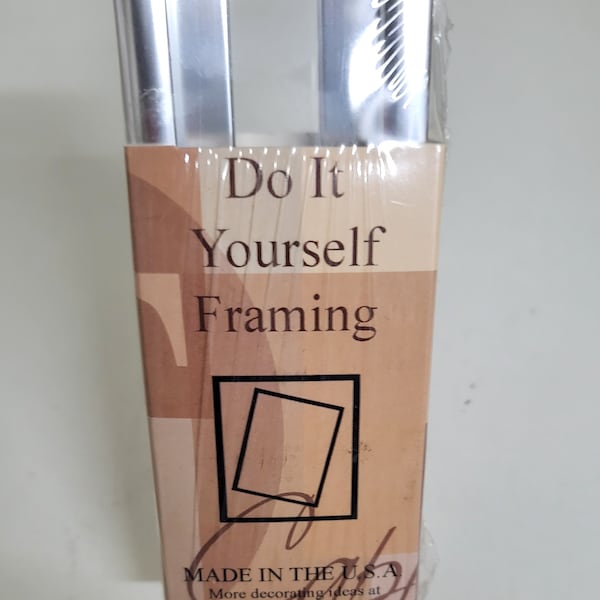 Do It
Yourself
Framing
MADE IN THE U.S.A.
More decorating ideas at